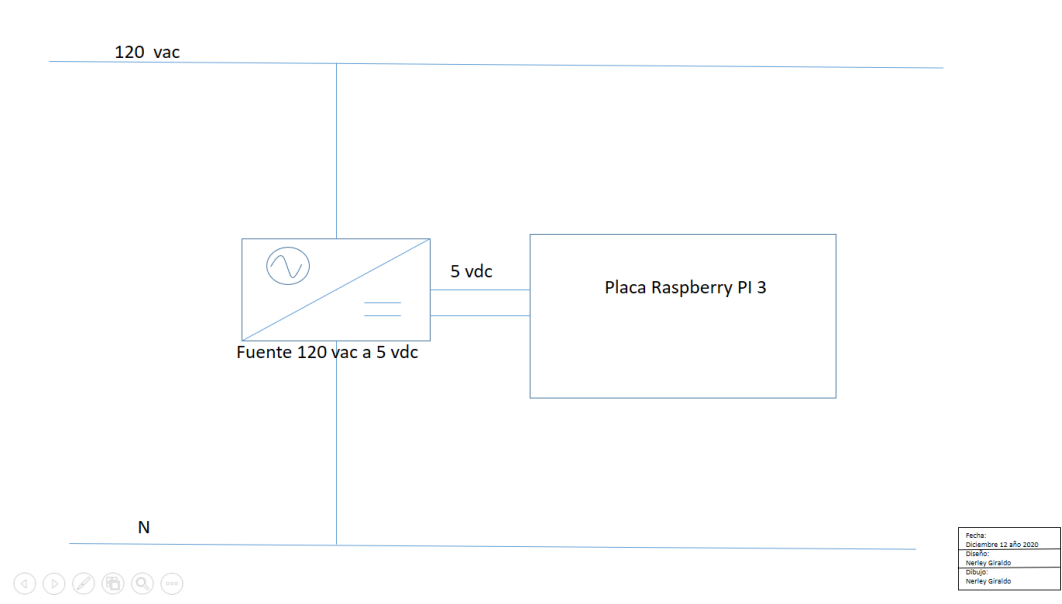 120  vac
5 vdc
Placa Raspberry PI 3
Fuente 120 vac a 5 vdc
N
Fecha:
Diciembre 12 año 2020
Diseño:
Nerley Giraldo
Dibujo:
Nerley Giraldo